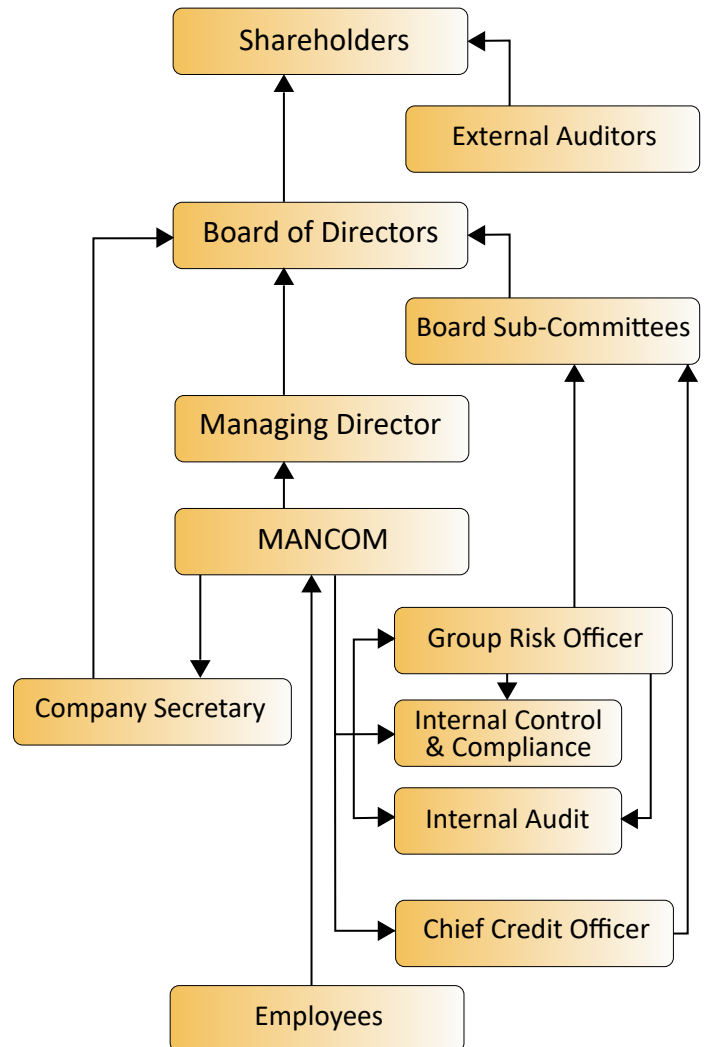 Shareholders
External Auditors
Board of Directors
Board Sub-Committees
Managing Director
MANCOM
Group Risk Officer
Company Secretary
Internal Control
& Compliance
Internal Audit
Chief Credit Officer
Employees